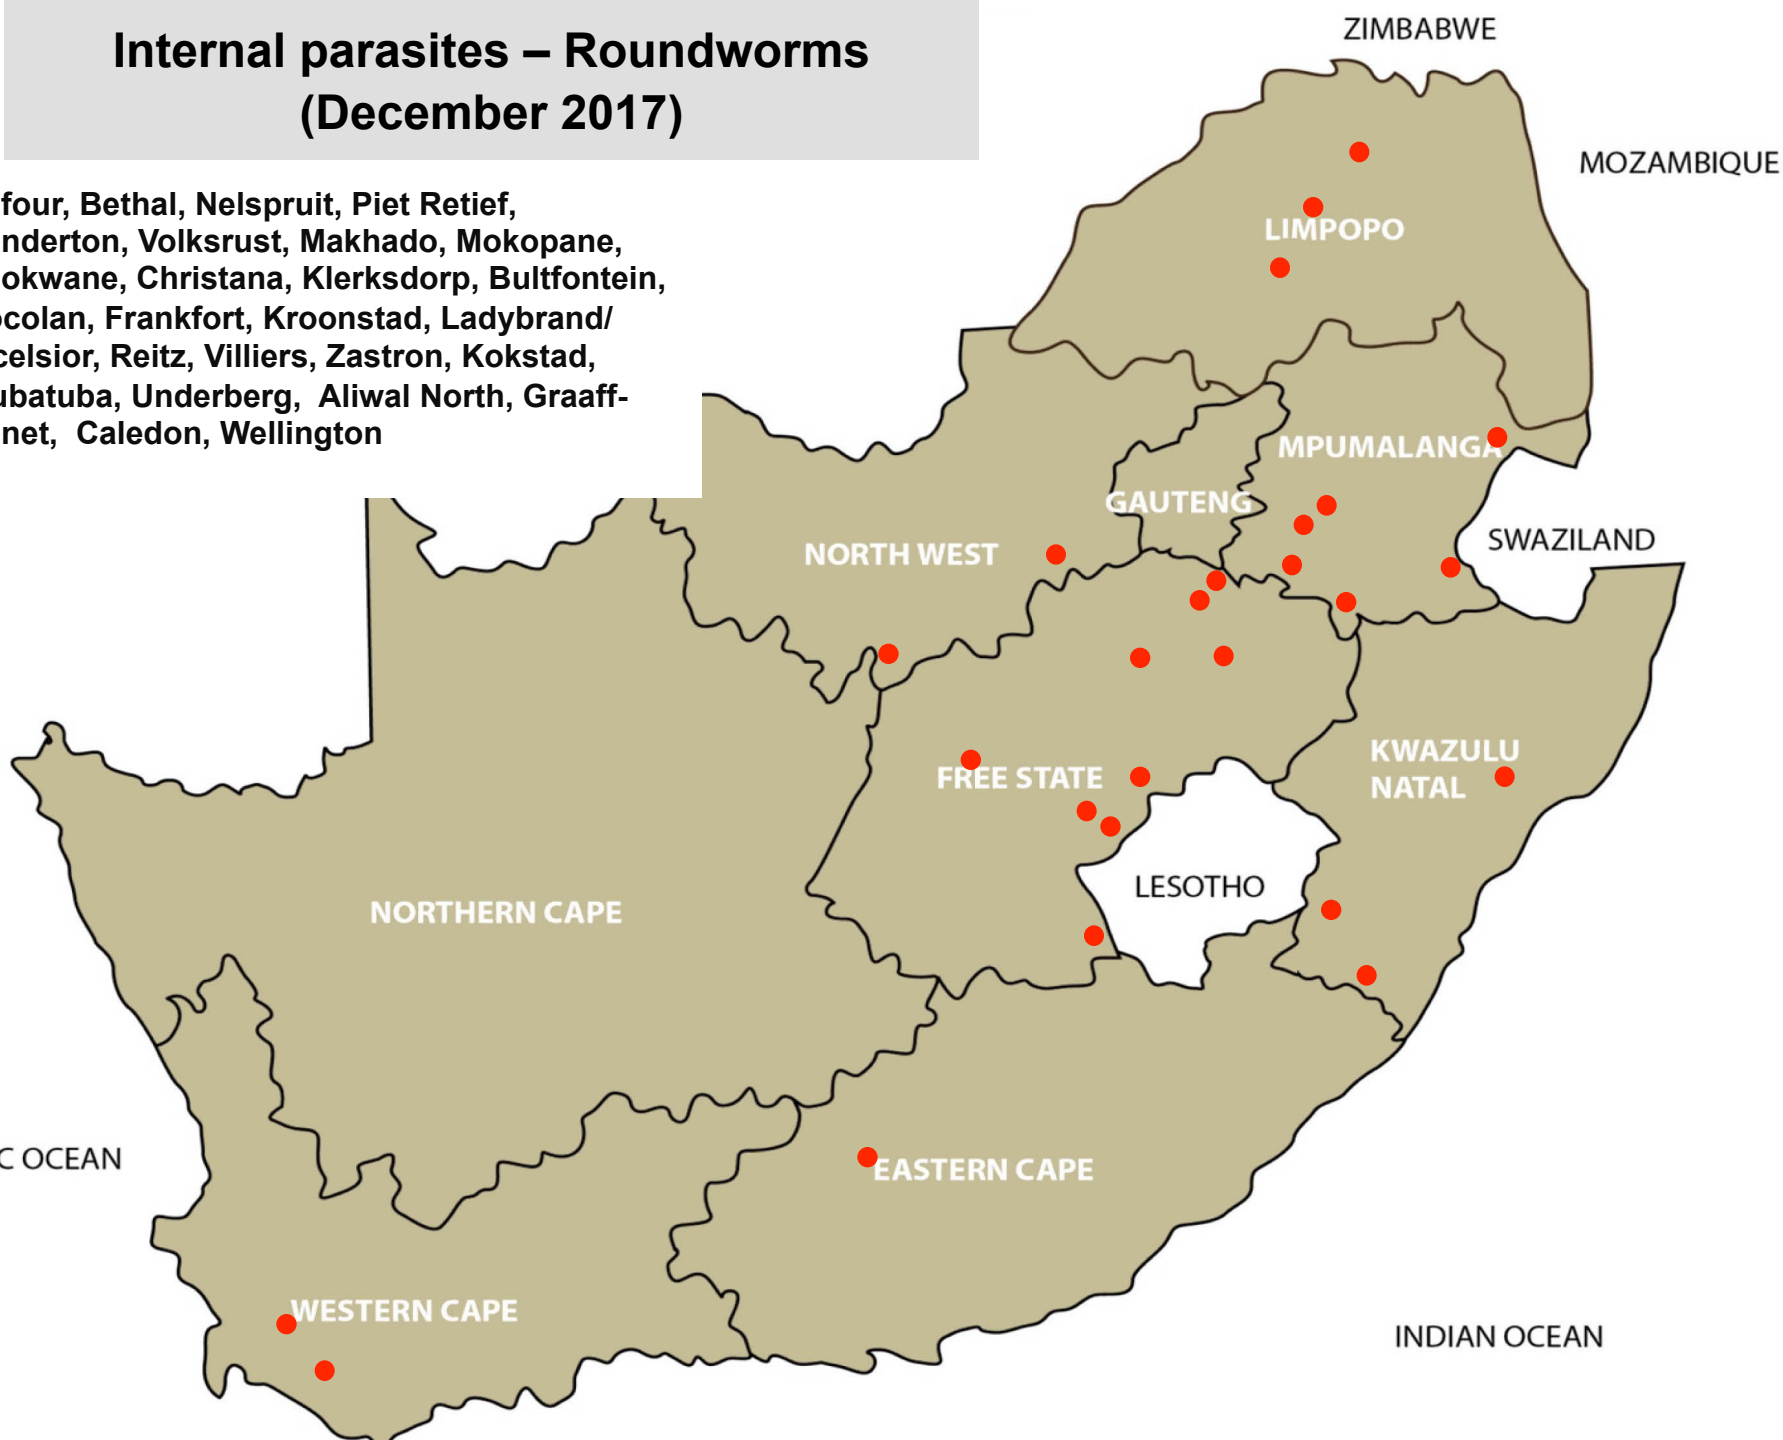 Internal parasites – Roundworms
(December 2017)
four, Bethal, Nelspruit, Piet Retief,
nderton, Volksrust, Makhado, Mokopane,
okwane, Christana, Klerksdorp, Bultfontein,
ocolan, Frankfort, Kroonstad, Ladybrand/
celsior, Reitz, Villiers, Zastron, Kokstad,
ubatuba, Underberg, Aliwal North, Graaff-
net, Caledon, Wellington
ZIMBABWE
MOZAMBIQUE
LIMPOPO
MPUMALANGA
GAUTENG
SWAZILAND
NORTH WEST
KWAZULU
NATAL
FREE STATE
LESOTHO
NORTHERN CAPE
C OCEAN
EASTERN CAPE
WESTERN CAPE
INDIAN OCEAN